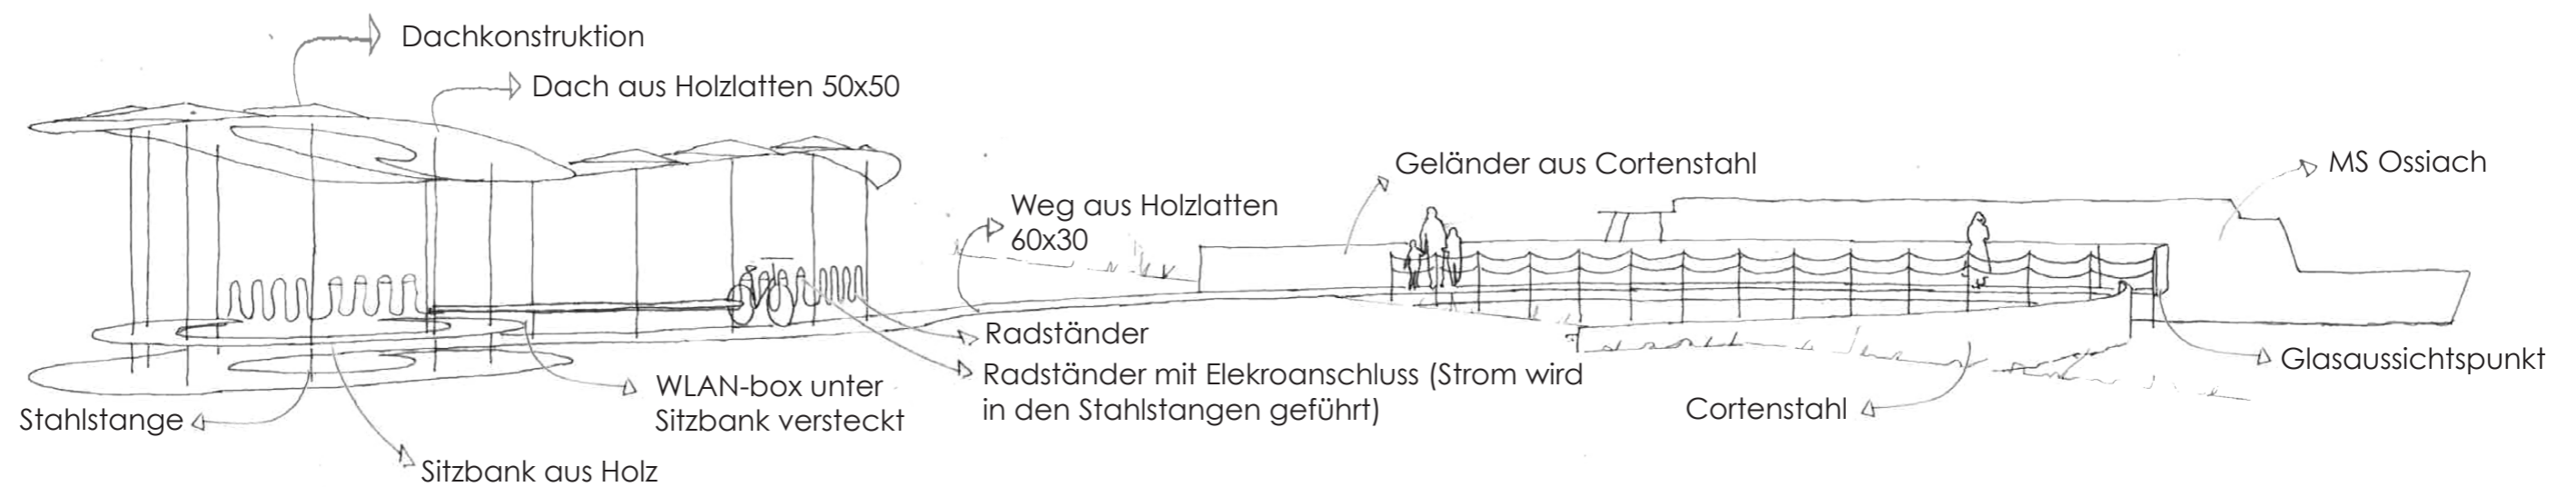 Dachkonstruktion
Dach aus Holzlatten 50x50
Geländer aus Cortenstahl
MS Ossiach
Weg aus Holzlatten
60x30
Radständer
Radständer mit Elekroanschluss (Strom wird
in den Stahlstangen geführt)
WLAN-box unter
Sitzbank versteckt
Stahlstange
Sitzbank aus Holz
Cortenstahl
Glasaussichtspunkt